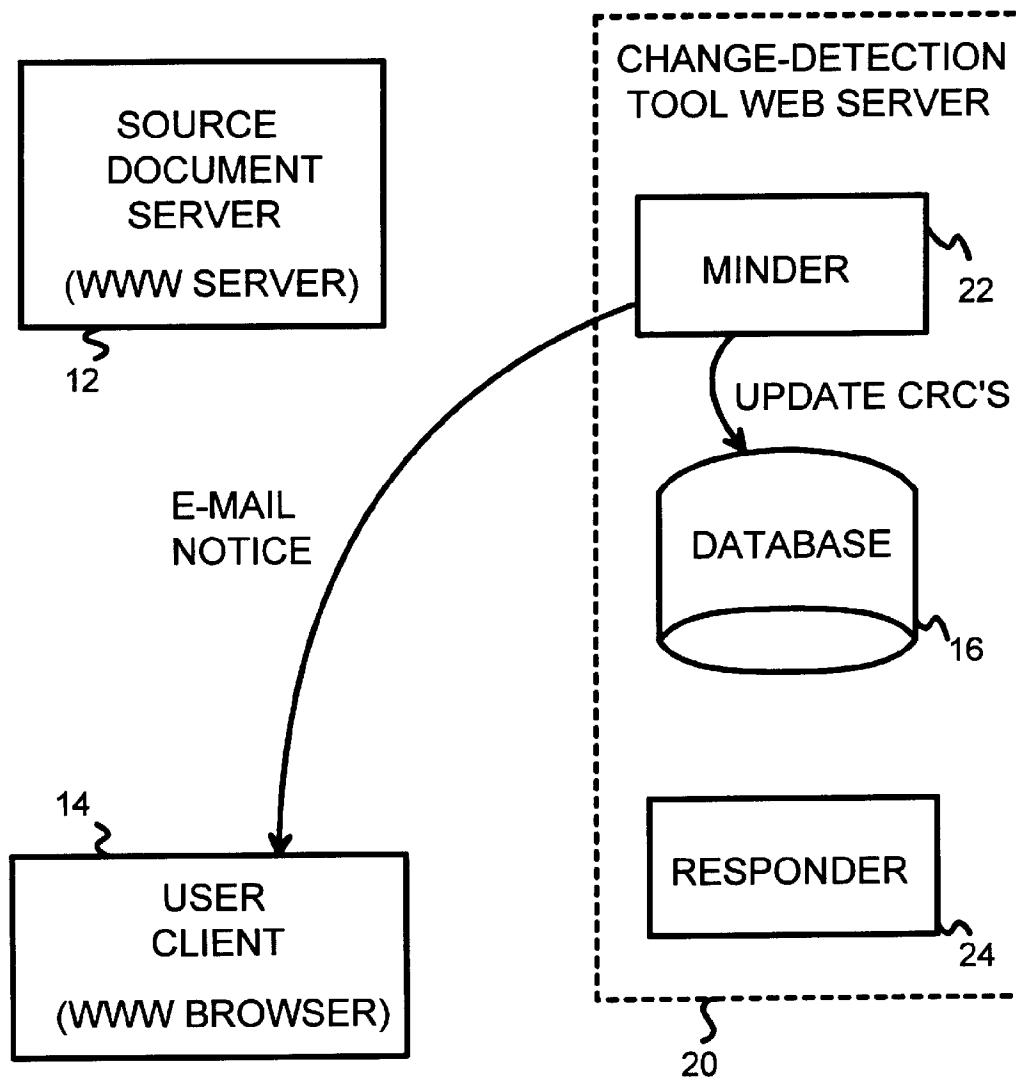 CHANGE-DETECTION
TOOL WEB SERVER
SOURCE
DOCUMENT
SERVER
(WWW SERVER)
12
MINDER
22
UPDATE CRC'S
E-MAIL
NOTICE
DATABASE
16
14
USER
CLIENT
(WWW BROWSER)
RESPONDER
24
20